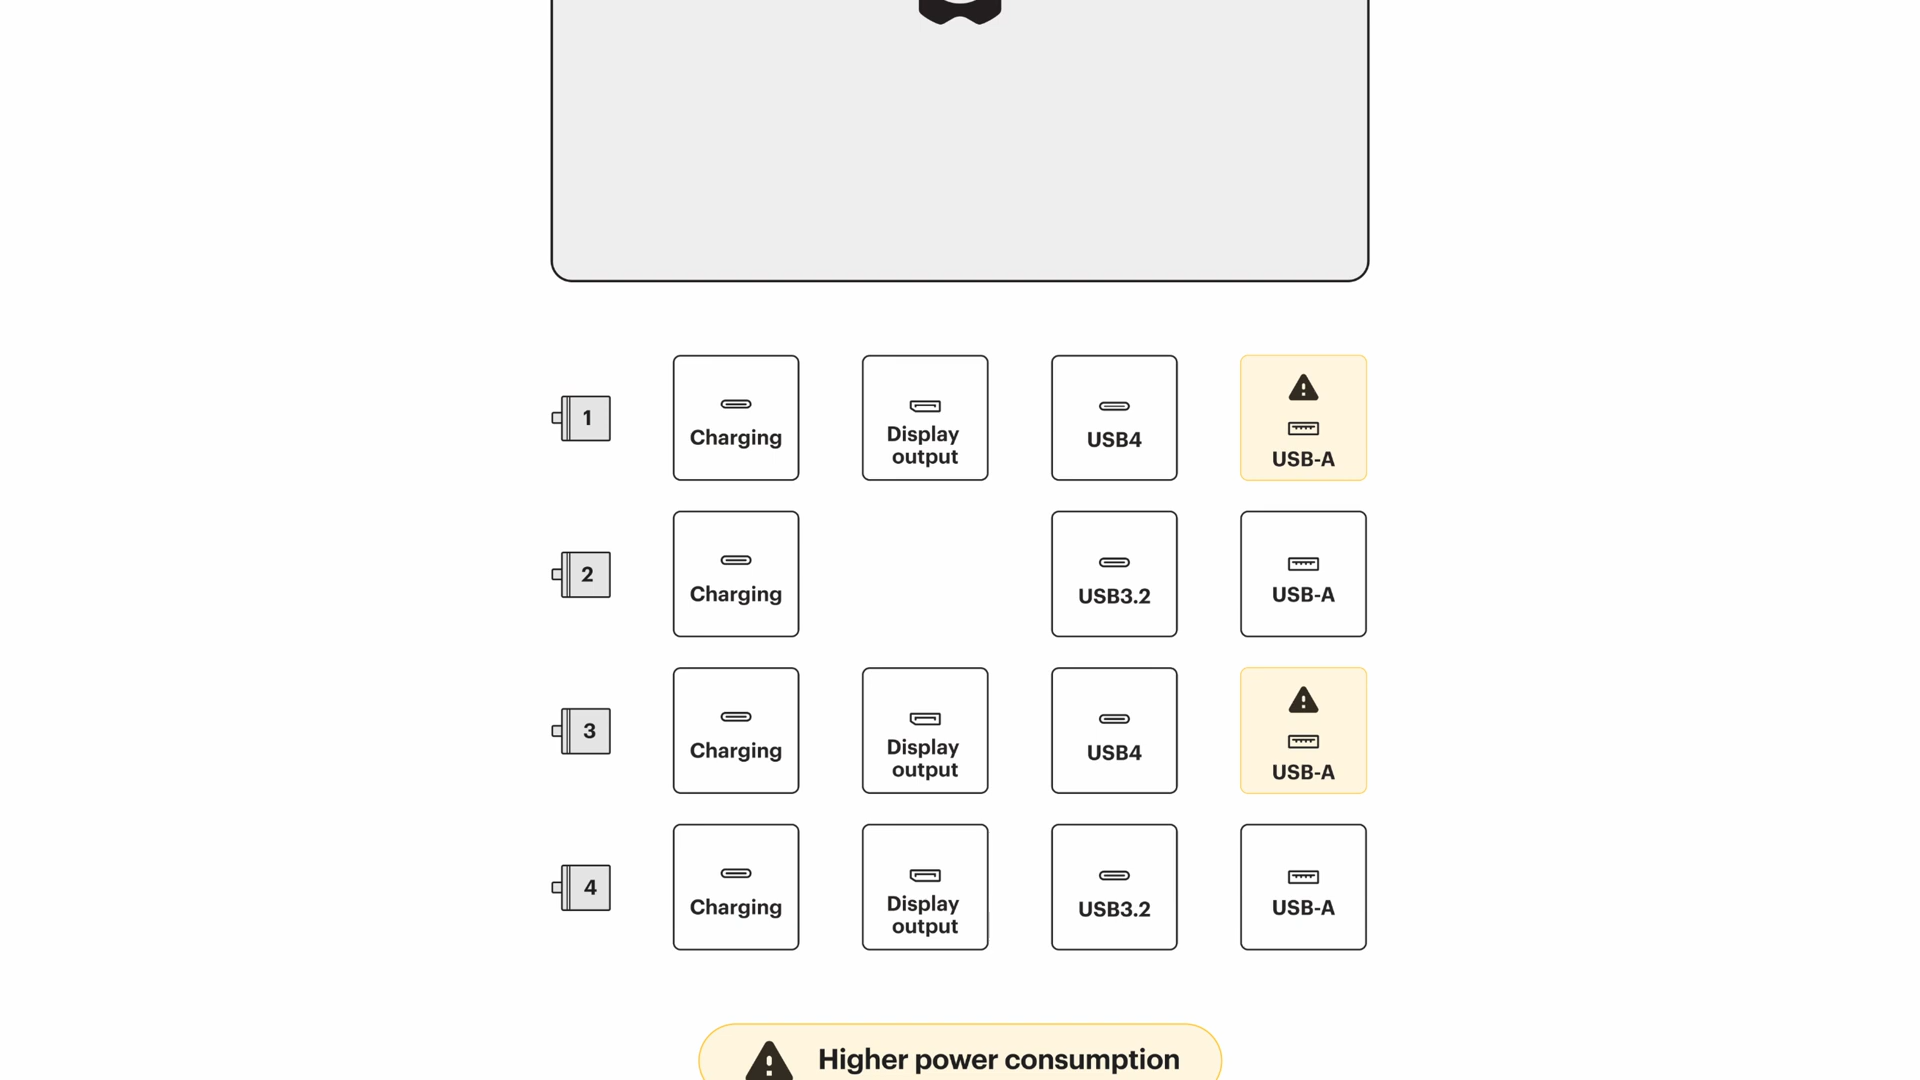 1
Charging
Display
output
USB4
USB-A
2
Charging
USB3.2
USB-A
3
Charging
Display
output
USB4
USB-A
4
Charging
Display
output
USB3.2
USB-A
Higher power consumption